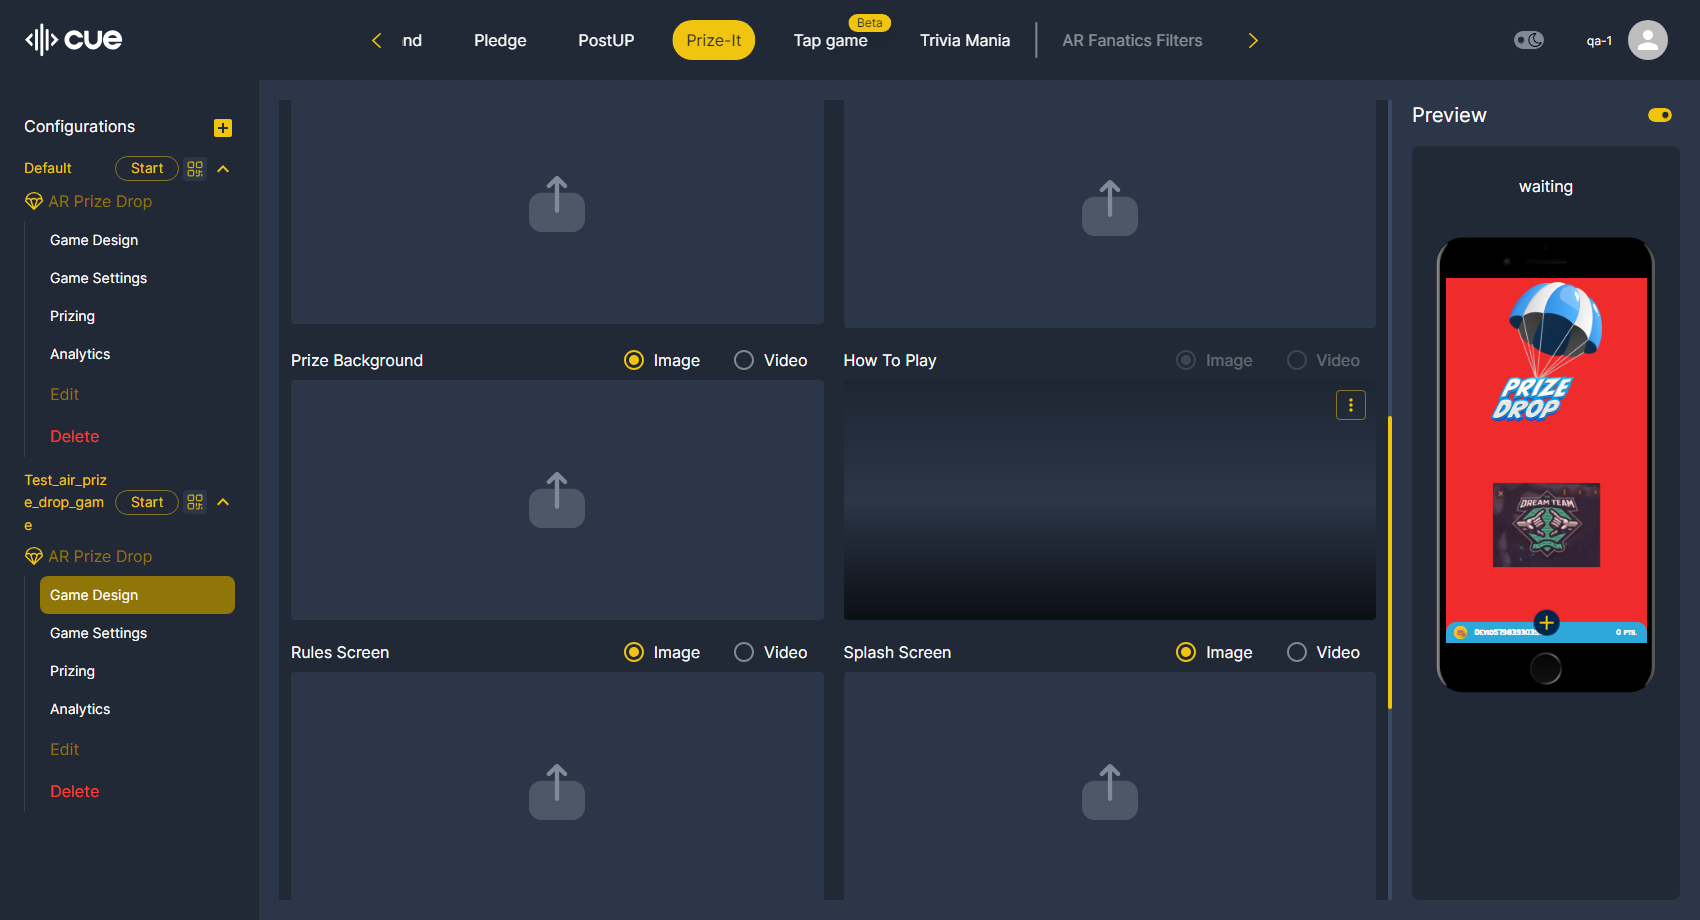 cue
nd
Pledge
PostUP
Prize-It
Beta
Tap game
Trivia Mania
AR Fanatics Filters
qa-1
Configurations
Default
Start
AR Prize Drop
Game Design
Game Settings
Prizing
Analytics
Edit
Delete
Test_air_priz
e_drop_gam
e
Start
AR Prize Drop
Game Design
Game Settings
Prizing
Analytics
Edit
Delete
Prize Background
Image
Video
How To Play
Image
Video
Rules Screen
Image
Video
Splash Screen
Image
Video
Preview
waiting
PRIZE
DROP
DREAM TEAM
0 PTS.